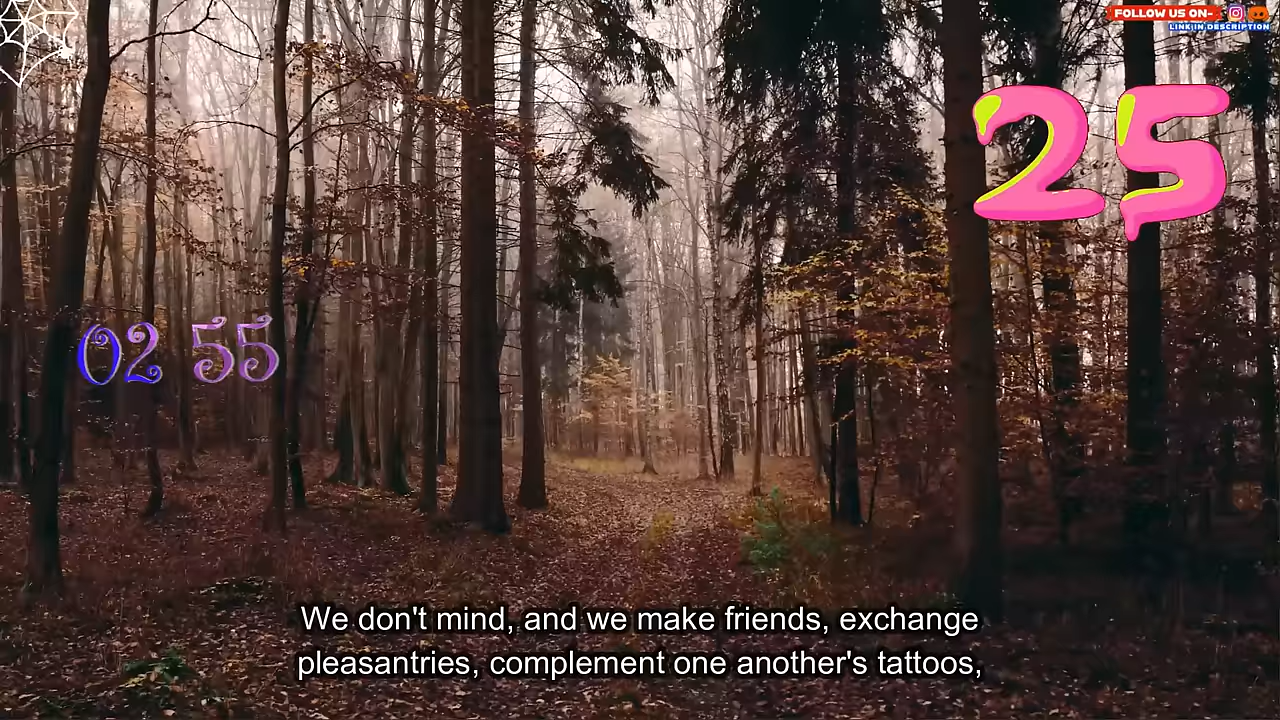 FOLLOW US ON-
LINK IN DESCRIPTION
25
02 55
We don't mind, and we make friends, exchange
pleasantries, complement one another's tattoos,